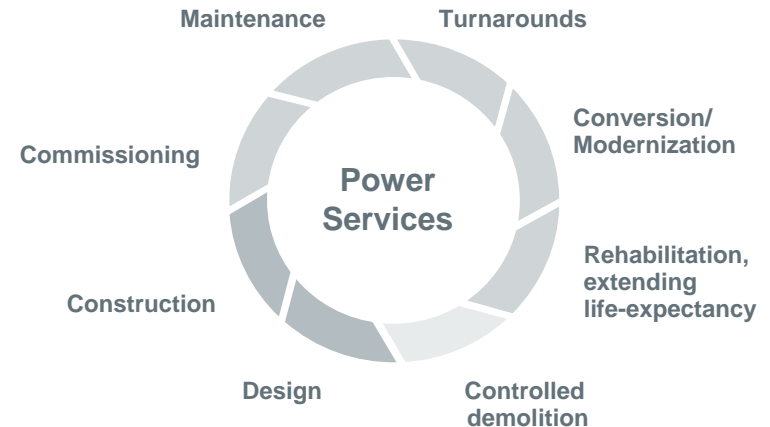 Maintenance
Turnarounds
Conversion/
Modernization
Commissioning
Power
Services
Rehabilitation,
extending
life-expectancy
Construction
Design
Controlled
demolition